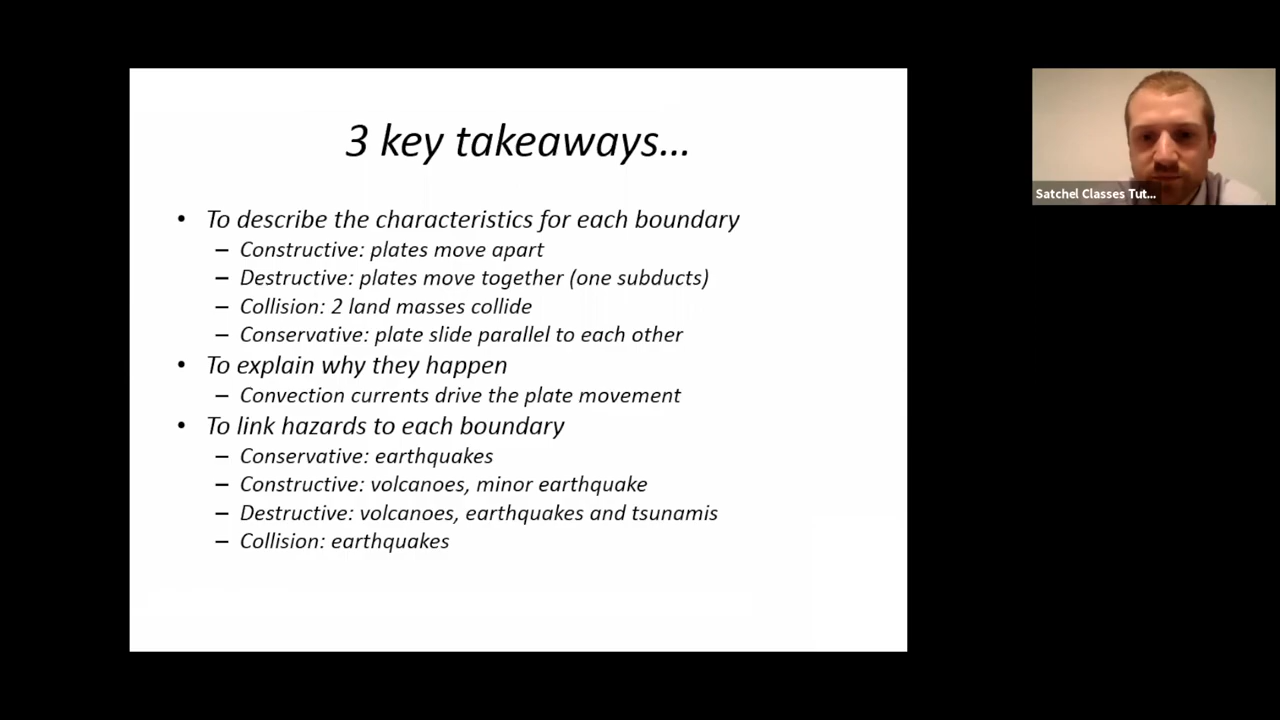 3 key takeaways...
• To describe the characteristics for each boundary
– Constructive: plates move apart
– Destructive: plates move together (one subducts)
– Collision: 2 land masses collide
– Conservative: plate slide parallel to each other
• To explain why they happen
– Convection currents drive the plate movement
• To link hazards to each boundary
– Conservative: earthquakes
– Constructive: volcanoes, minor earthquake
– Destructive: volcanoes, earthquakes and tsunamis
– Collision: earthquakes
Satchel Classes Tut...